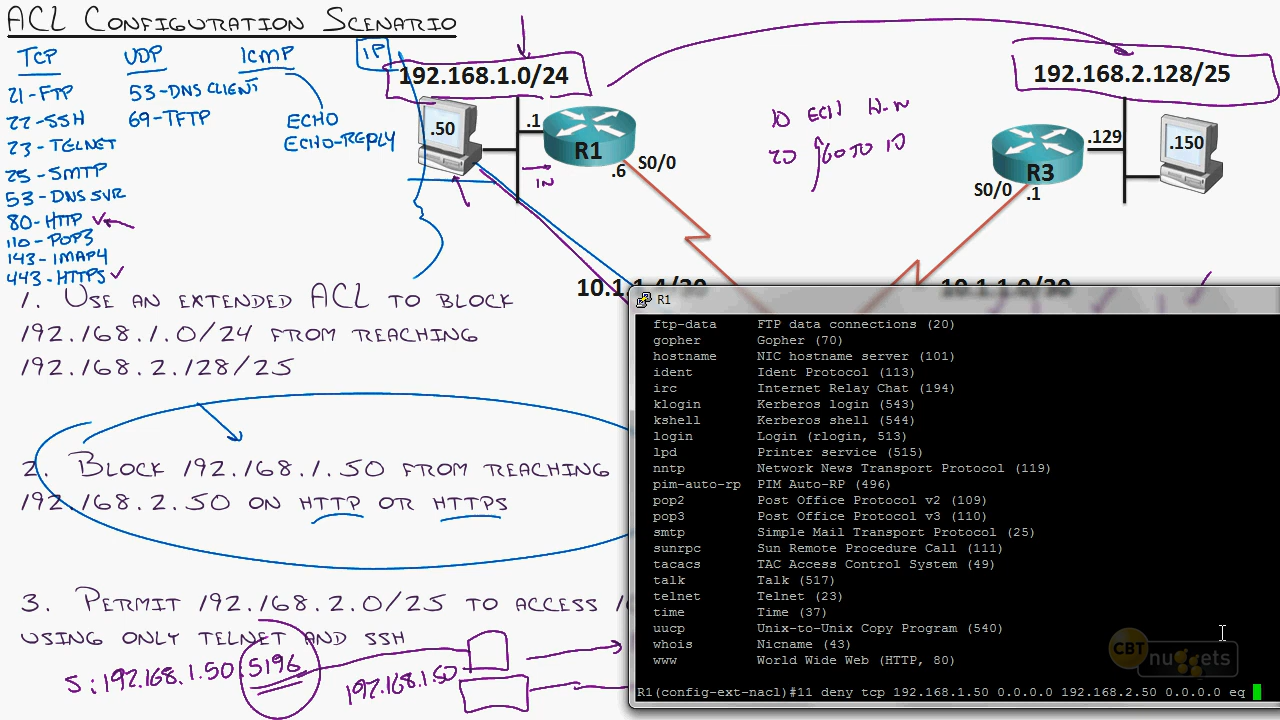 ACL CONFIGURATION SCENARIO
TCP UDP ICMP IP
21-FTP
22-SSH
23-TELNET
25-SMTP
53-DNS SVR
80-HTTP
110-POP3
143-IMAP4
443-HTTPS
53-DNS CLIENT
69-TFTP
ECHO
ECHO-REPLY
192.168.1.0/24
192.168.2.128/25
.50
.1
R1
.6
S0/0
IN
10
20 GO TO 10
.129
.150
R3
S0/0
.1
1. USE AN EXTENDED ACL TO BLOCK
192.168.1.0/24 FROM REACHING
192.168.2.128/25
2. BLOCK 192.168.1.50 FROM REACHING
192.168.2.50 ON HTTP OR HTTPS
3. PERMIT 192.168.2.0/25 TO ACCESS
USING ONLY TELNET AND SSH
S:192.168.1.50:5196
192.168.1.50
R1
ftp-data FTP data connections (20)
gopher Gopher (70)
hostname NIC hostname server (101)
ident Ident Protocol (113)
irc Internet Relay Chat (194)
klogin Kerberos login (543)
kshell Kerberos shell (544)
login Login (rlogin, 513)
lpd Printer service (515)
nntp Network News Transport Protocol (119)
pim-auto-rp PIM Auto-RP (496)
pop2 Post Office Protocol v2 (109)
pop3 Post Office Protocol v3 (110)
smtp Simple Mail Transport Protocol (25)
sunrpc Sun Remote Procedure Call (111)
tacacs TAC Access Control System (49)
talk Talk (517)
telnet Telnet (23)
time Time (37)
uucp Unix-to-Unix Copy Program (540)
whois Nicname (43)
www World Wide Web (HTTP, 80)
R1(config-ext-nacl)#11 deny tcp 192.168.1.50 0.0.0.0 192.168.2.50 0.0.0.0 eq
CBT nuggets